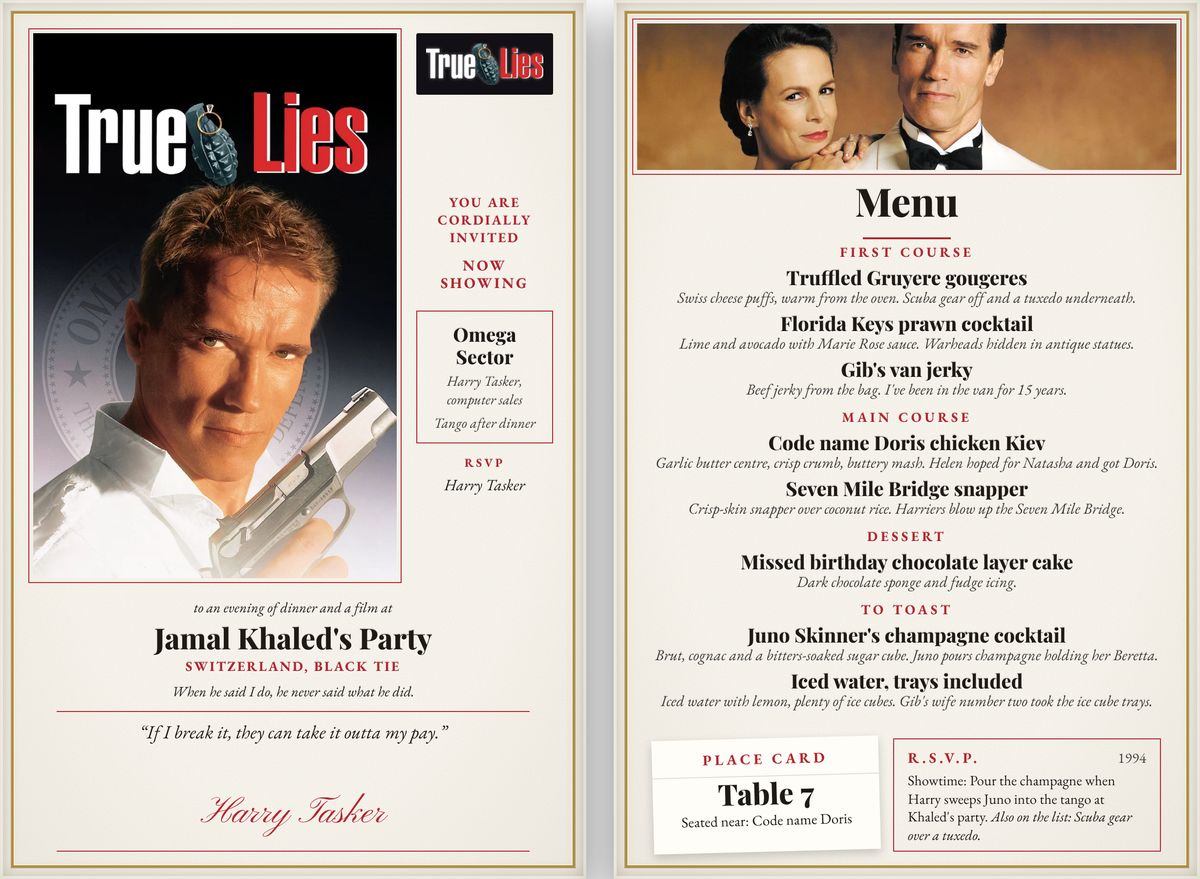 True Lies
OMEG
THE
DEFE
True Lies
YOU ARE
CORDIALLY
INVITED
NOW
SHOWING
Omega
Sector
Harry Tasker,
computer sales
Tango after dinner
RSVP
Harry Tasker
to an evening of dinner and a film at
Jamal Khaled's Party
SWITZERLAND, BLACK TIE
When he said I do, he never said what he did.
“If I break it, they can take it outta my pay.”
Harry Tasker
Menu
FIRST COURSE
Truffled Gruyere gougeres
Swiss cheese puffs, warm from the oven. Scuba gear off and a tuxedo underneath.
Florida Keys prawn cocktail
Lime and avocado with Marie Rose sauce. Warheads hidden in antique statues.
Gib's van jerky
Beef jerky from the bag. I've been in the van for 15 years.
MAIN COURSE
Code name Doris chicken Kiev
Garlic butter centre, crisp crumb, buttery mash. Helen hoped for Natasha and got Doris.
Seven Mile Bridge snapper
Crisp-skin snapper over coconut rice. Harriers blow up the Seven Mile Bridge.
DESSERT
Missed birthday chocolate layer cake
Dark chocolate sponge and fudge icing.
TO TOAST
Juno Skinner's champagne cocktail
Brut, cognac and a bitters-soaked sugar cube. Juno pours champagne holding her Beretta.
Iced water, trays included
Iced water with lemon, plenty of ice cubes. Gib's wife number two took the ice cube trays.
PLACE CARD
Table 7
Seated near: Code name Doris
R.S.V.P. 1994
Showtime: Pour the champagne when
Harry sweeps Juno into the tango at
Khaled's party. Also on the list: Scuba gear
over a tuxedo.